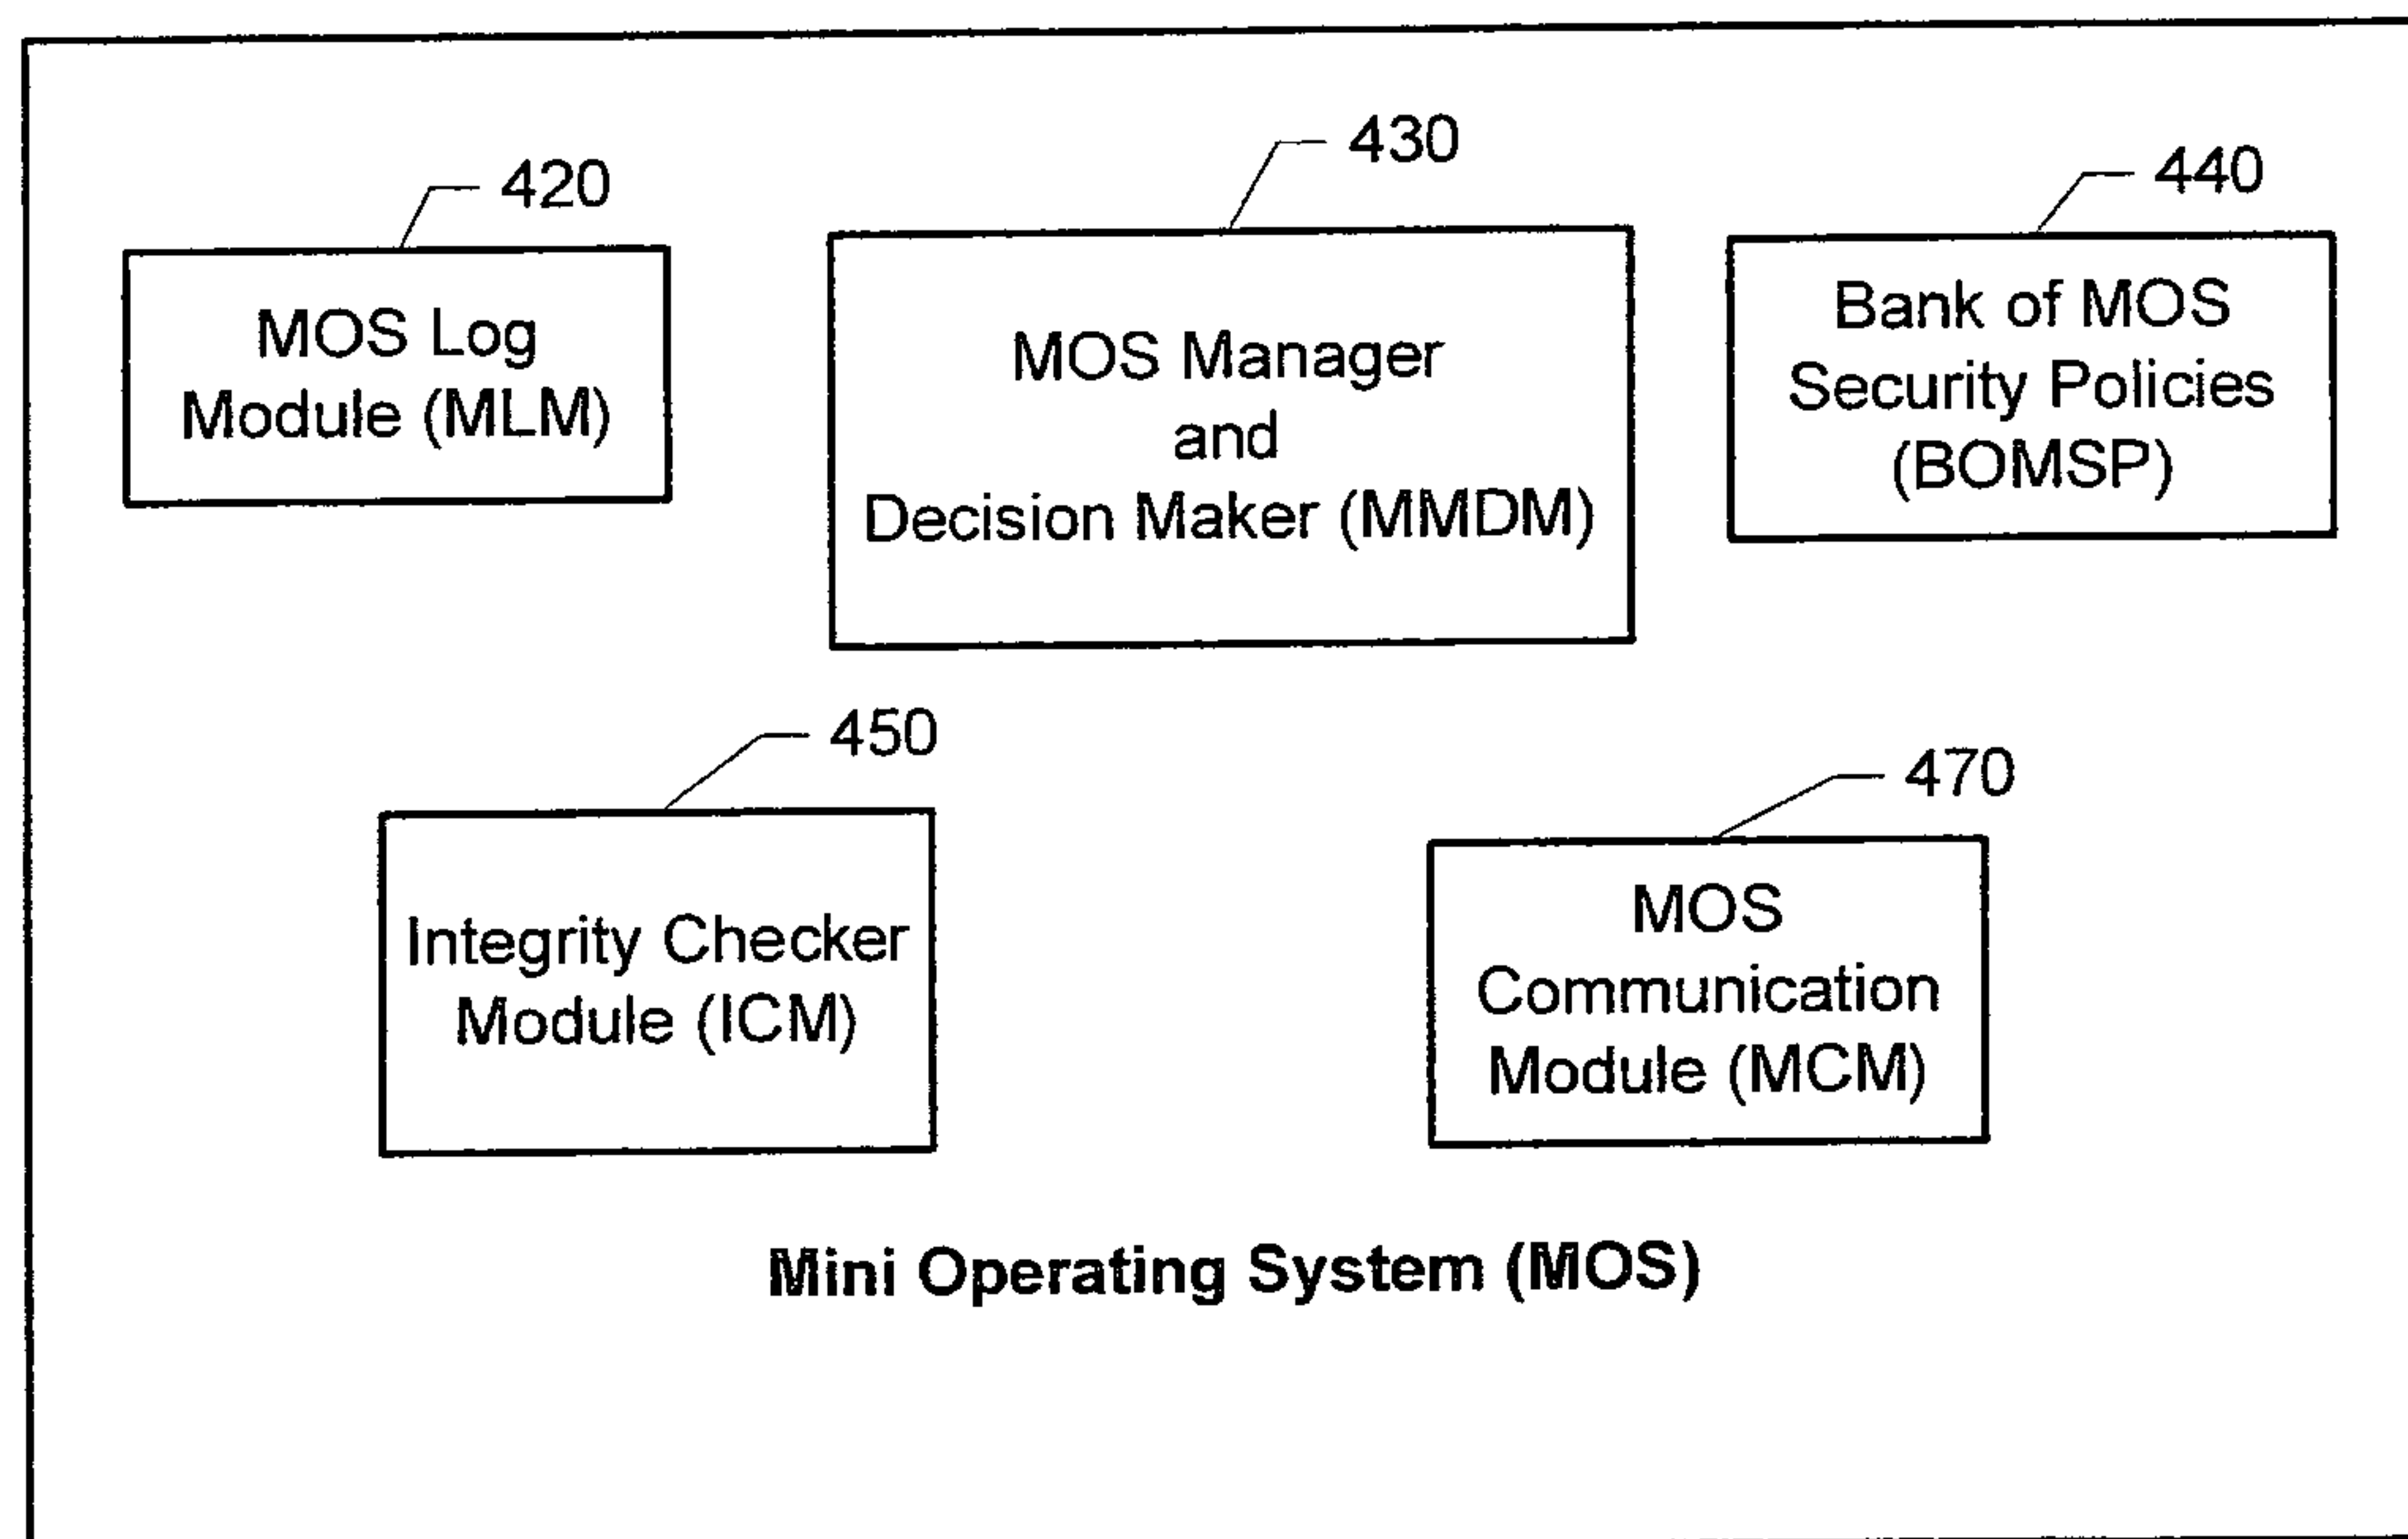 420
MOS Log
Module (MLM)
430
MOS Manager
and
Decision Maker (MMDM)
440
Bank of MOS
Security Policies
(BOMSP)
450
Integrity Checker
Module (ICM)
470
MOS
Communication
Module (MCM)
Mini Operating System (MOS)